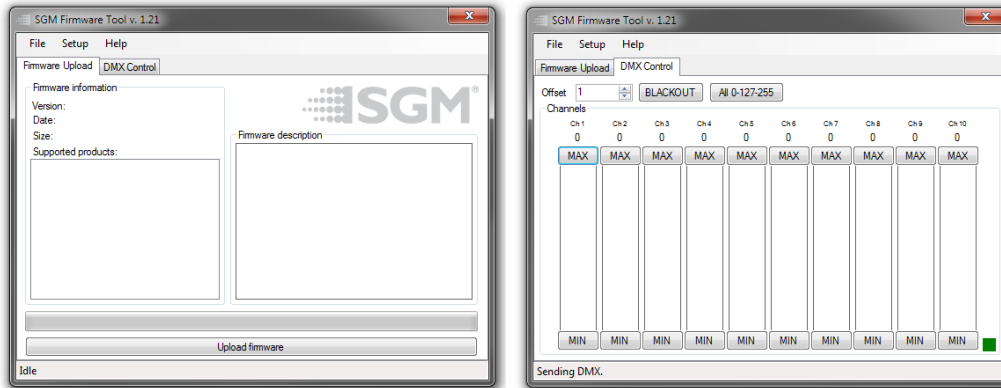 SGM Firmware Tool v. 1.21
File Setup Help
Firmware Upload DMX Control
Firmware information
Version:
Date:
Size:
Supported products:
SGM®
Firmware description
Upload firmware
Idle
SGM Firmware Tool v. 1.21
File Setup Help
Firmware Upload DMX Control
Offset 1 BLACKOUT All 0-127-255
Channels
Ch 1 Ch 2 Ch 3 Ch 4 Ch 5 Ch 6 Ch 7 Ch 8 Ch 9 Ch 10
0 0 0 0 0 0 0 0 0 0
MAX MAX MAX MAX MAX MAX MAX MAX MAX MAX
MIN MIN MIN MIN MIN MIN MIN MIN MIN MIN
Sending DMX.